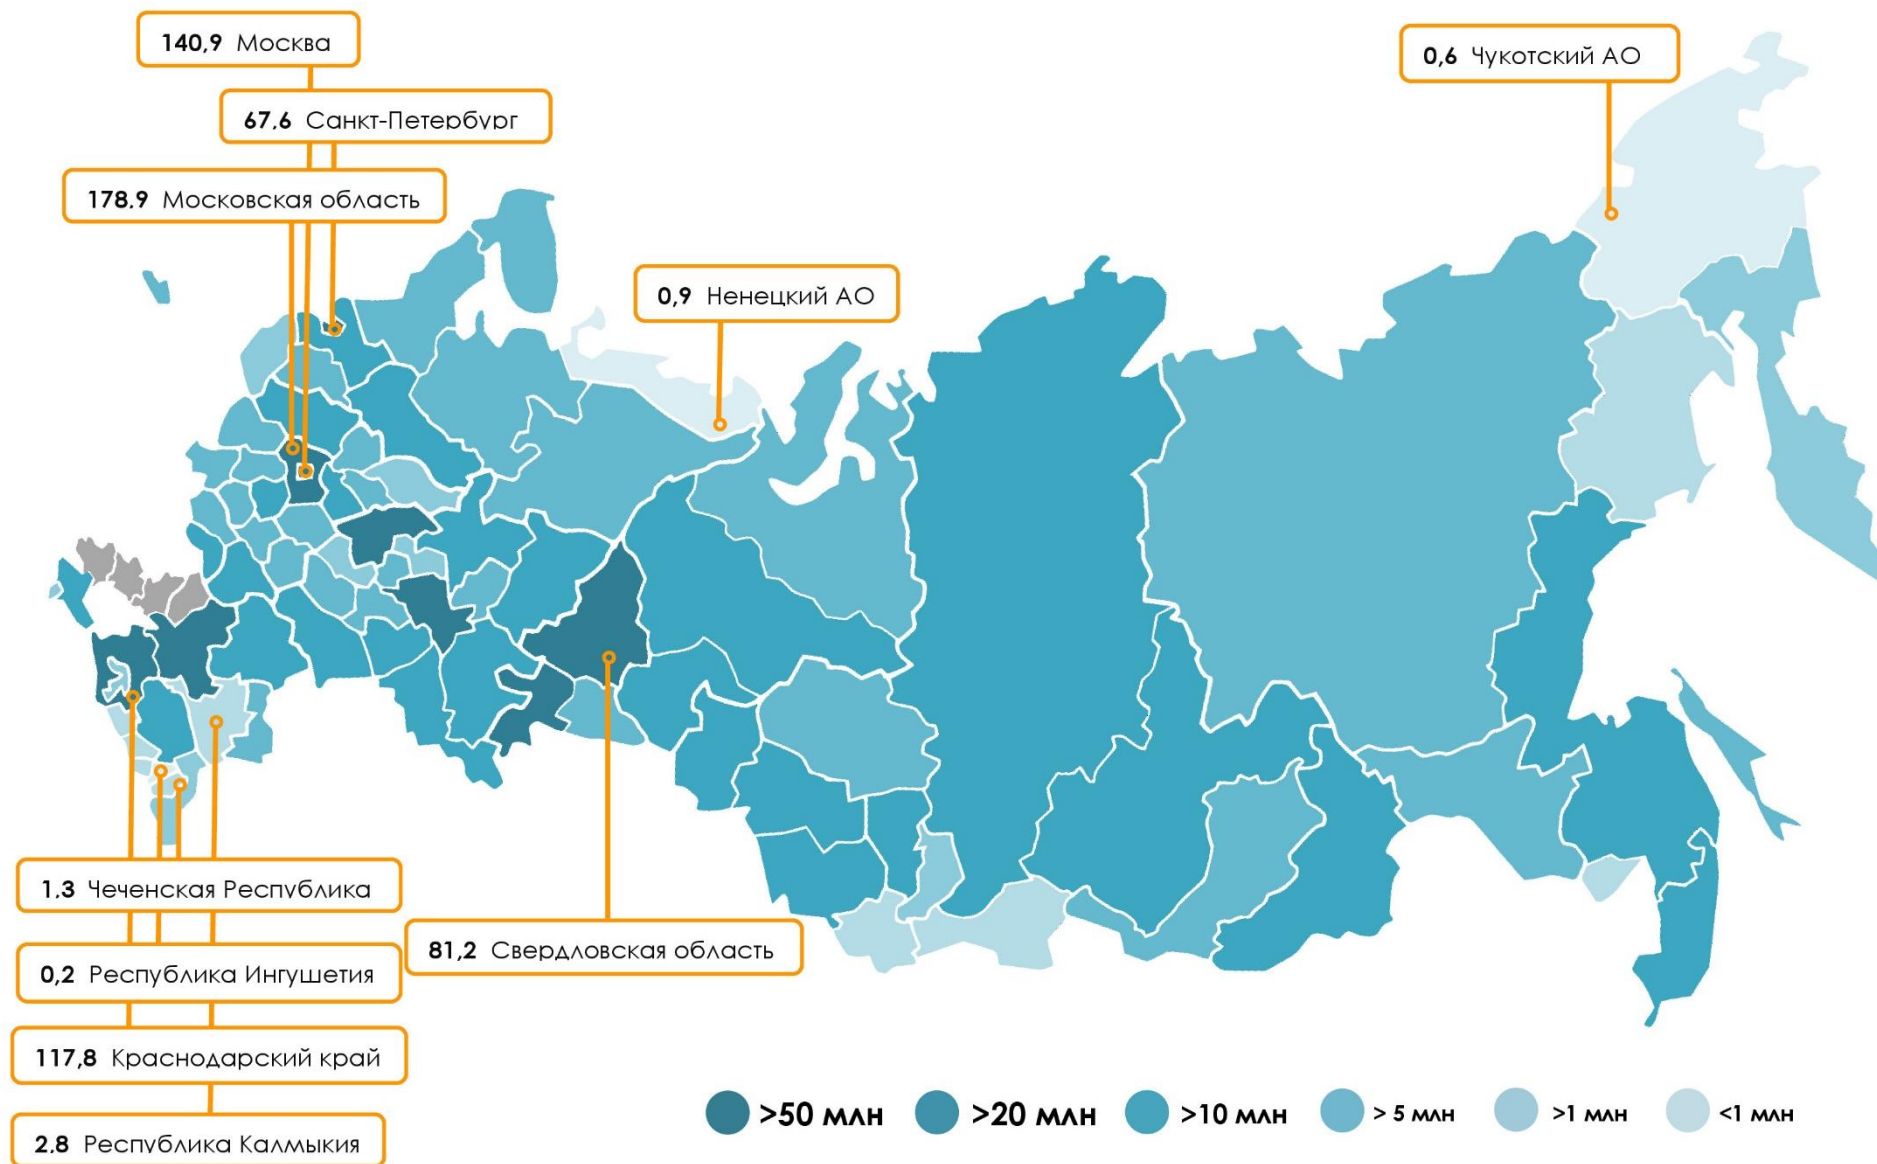 140,9 Москва
0,6 Чукотский АО
67,6 Санкт-Петербург
178,9 Московская область
0,9 Ненецкий АО
1,3 Чеченская Республика
81,2 Свердловская область
0,2 Республика Ингушетия
117,8 Краснодарский край
2,8 Республика Калмыкия
>50 млн >20 млн >10 млн > 5 млн >1 млн <1 млн